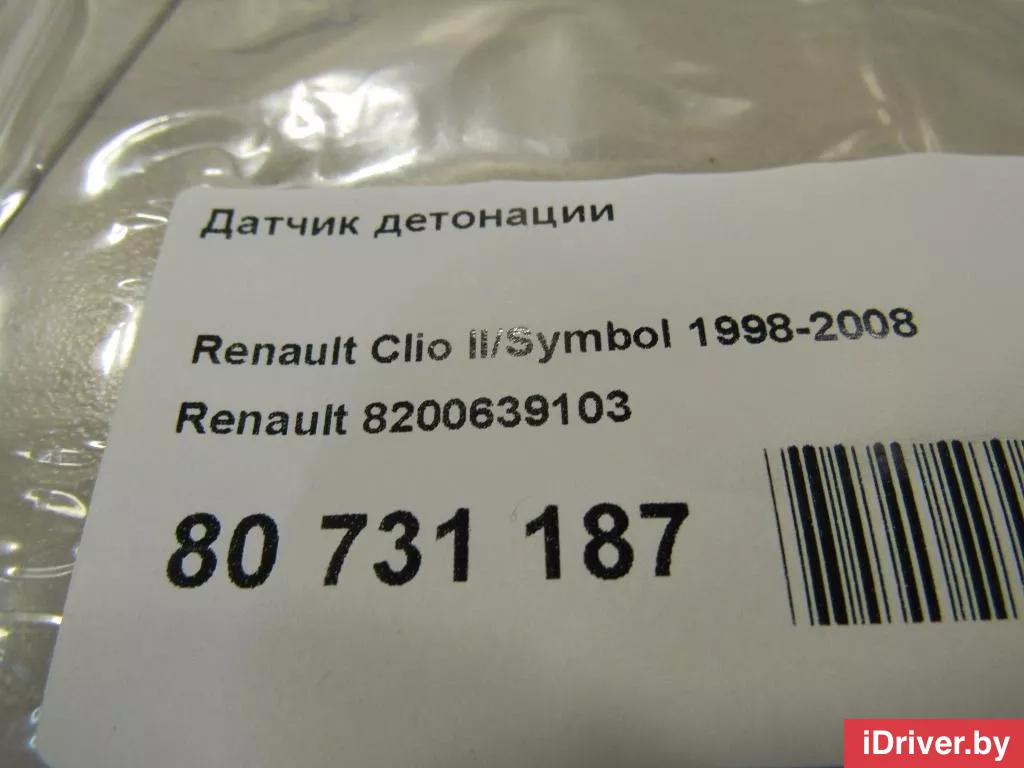 Датчик детонации
Renault Clio II/Symbol 1998-2008
Renault 8200639103
80 731 187
iDriver.by